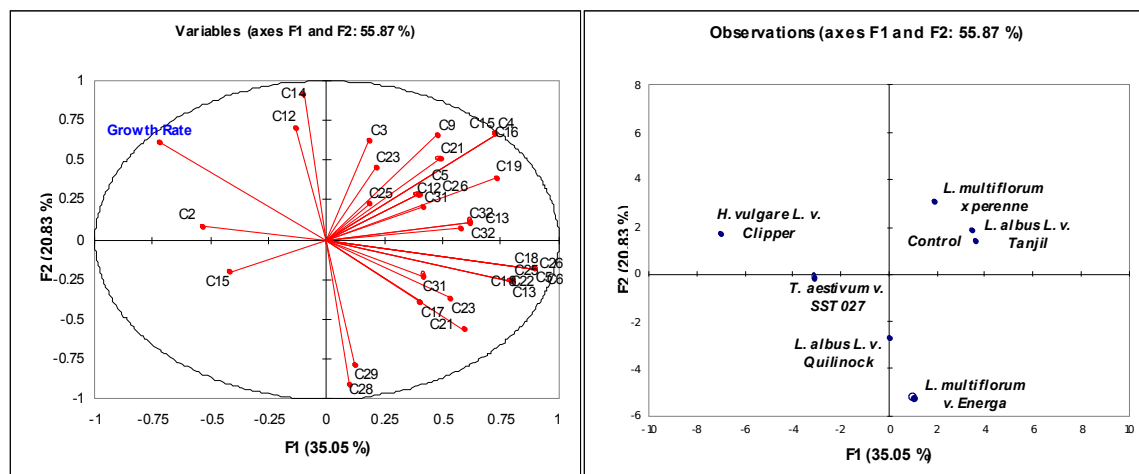 Variables (axes F1 and F2: 55.87 %)
1
0.75
0.5
0.25
0
-0.25
-0.5
-0.75
-1
-1
-0.75
-0.5
-0.25
0
0.25
0.5
0.75
1
F2 (20.83 %)
F1 (35.05 %)
Growth Rate
C14
C12
C3
C9
C15 C4
C16
C23
C21
C19
C5
C12 C26
C25
C31
C32
C13
C32
C2
C15
C18
C26
C25
C5
C6
C22
C13
C31
C17
C23
C21
C29
C28
Observations (axes F1 and F2: 55.87 %)
8
6
4
2
0
-2
-4
-6
-10
-8
-6
-4
-2
0
2
4
6
8
10
F2 (20.83 %)
F1 (35.05 %)
H. vulgare L. v.
Clipper
L. multiflorum
x perenne
L. albus L. v.
Tanjil
Control
T. aestivum v.
SST 027
L. albus L. v.
Quilinock
L. multiflorum
v. Energa